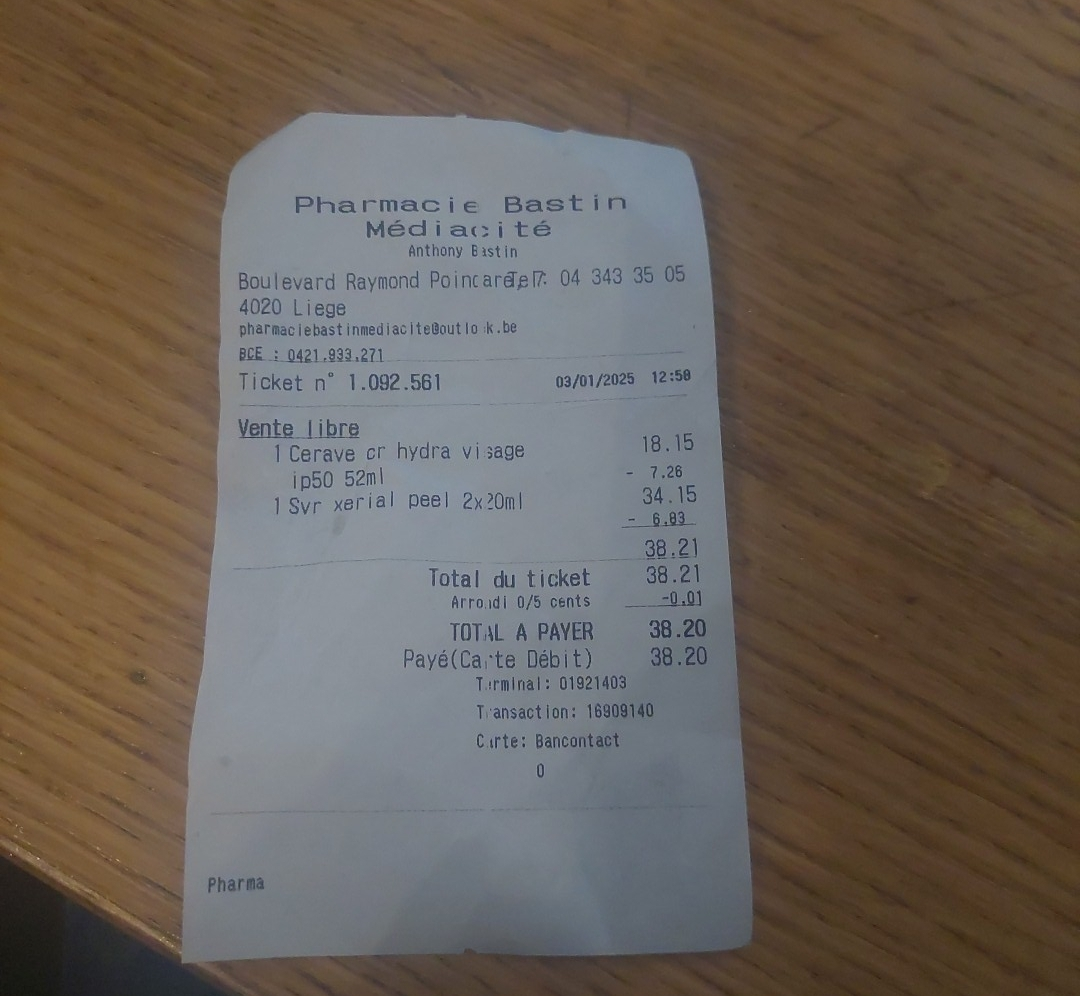 Pharmacie Bastin
Médiacité
Anthony Bastin
Boulevard Raymond Poincaré 7 Tel: 04 343 35 05
4020 Liege
pharmaciebastinmediacite@outlook.be
BCE : 0421.933.271
Ticket n° 1.092.561 03/01/2025 12:50
Vente libre
1 Cerave cr hydra visage 18.15
ip50 52ml - 7.26
1 Svr xerial peel 2x20ml 34.15
- 6.83
38.21
Total du ticket 38.21
Arrondi 0/5 cents -0.01
TOTAL A PAYER 38.20
Payé(Carte Débit) 38.20
Terminal: 01921403
Transaction: 16909140
Carte: Bancontact
0
Pharma